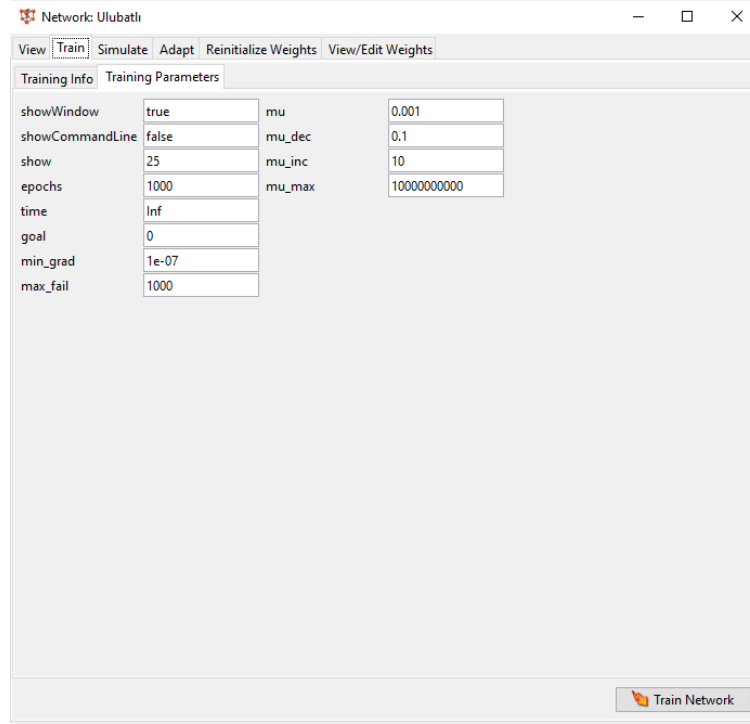 Network: Ulubatlı
View Train Simulate Adapt Reinitialize Weights View/Edit Weights
Training Info Training Parameters
showWindow true mu 0.001
showCommandLine false mu_dec 0.1
show 25 mu_inc 10
epochs 1000 mu_max 10000000000
time Inf
goal 0
min_grad 1e-07
max_fail 1000
Train Network